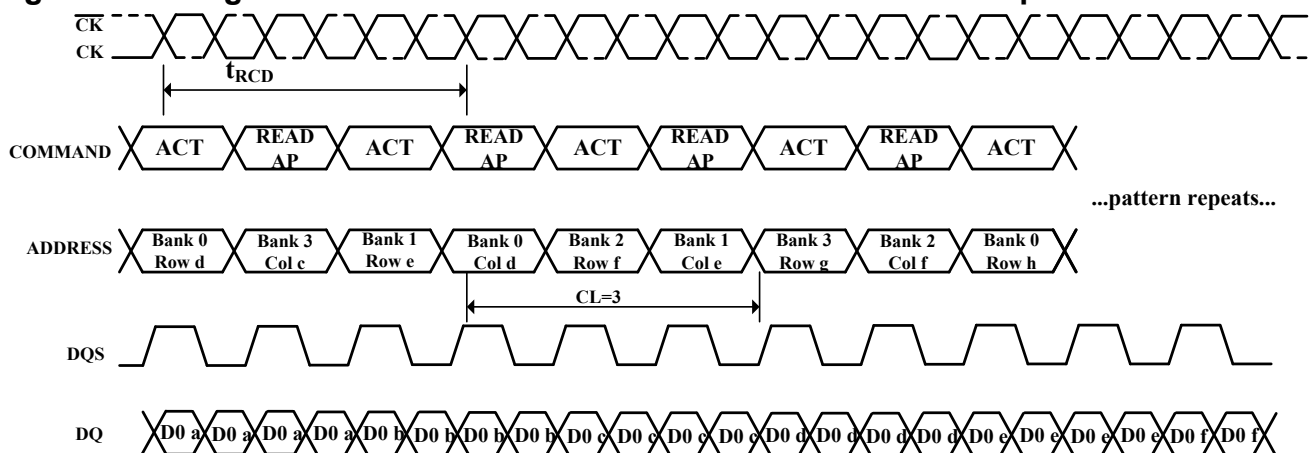 CK
CK
tRCD
COMMAND ACT READ AP ACT READ AP ACT READ AP ACT READ AP ACT
...pattern repeats...
ADDRESS Bank 0 Row d Bank 3 Col c Bank 1 Row e Bank 0 Col d Bank 2 Row f Bank 1 Col e Bank 3 Row g Bank 2 Col f Bank 0 Row h
CL=3
DQS
DQ D0 a D0 a D0 a D0 a D0 b D0 b D0 b D0 b D0 c D0 c D0 c D0 c D0 d D0 d D0 d D0 d D0 e D0 e D0 e D0 e D0 f D0 f